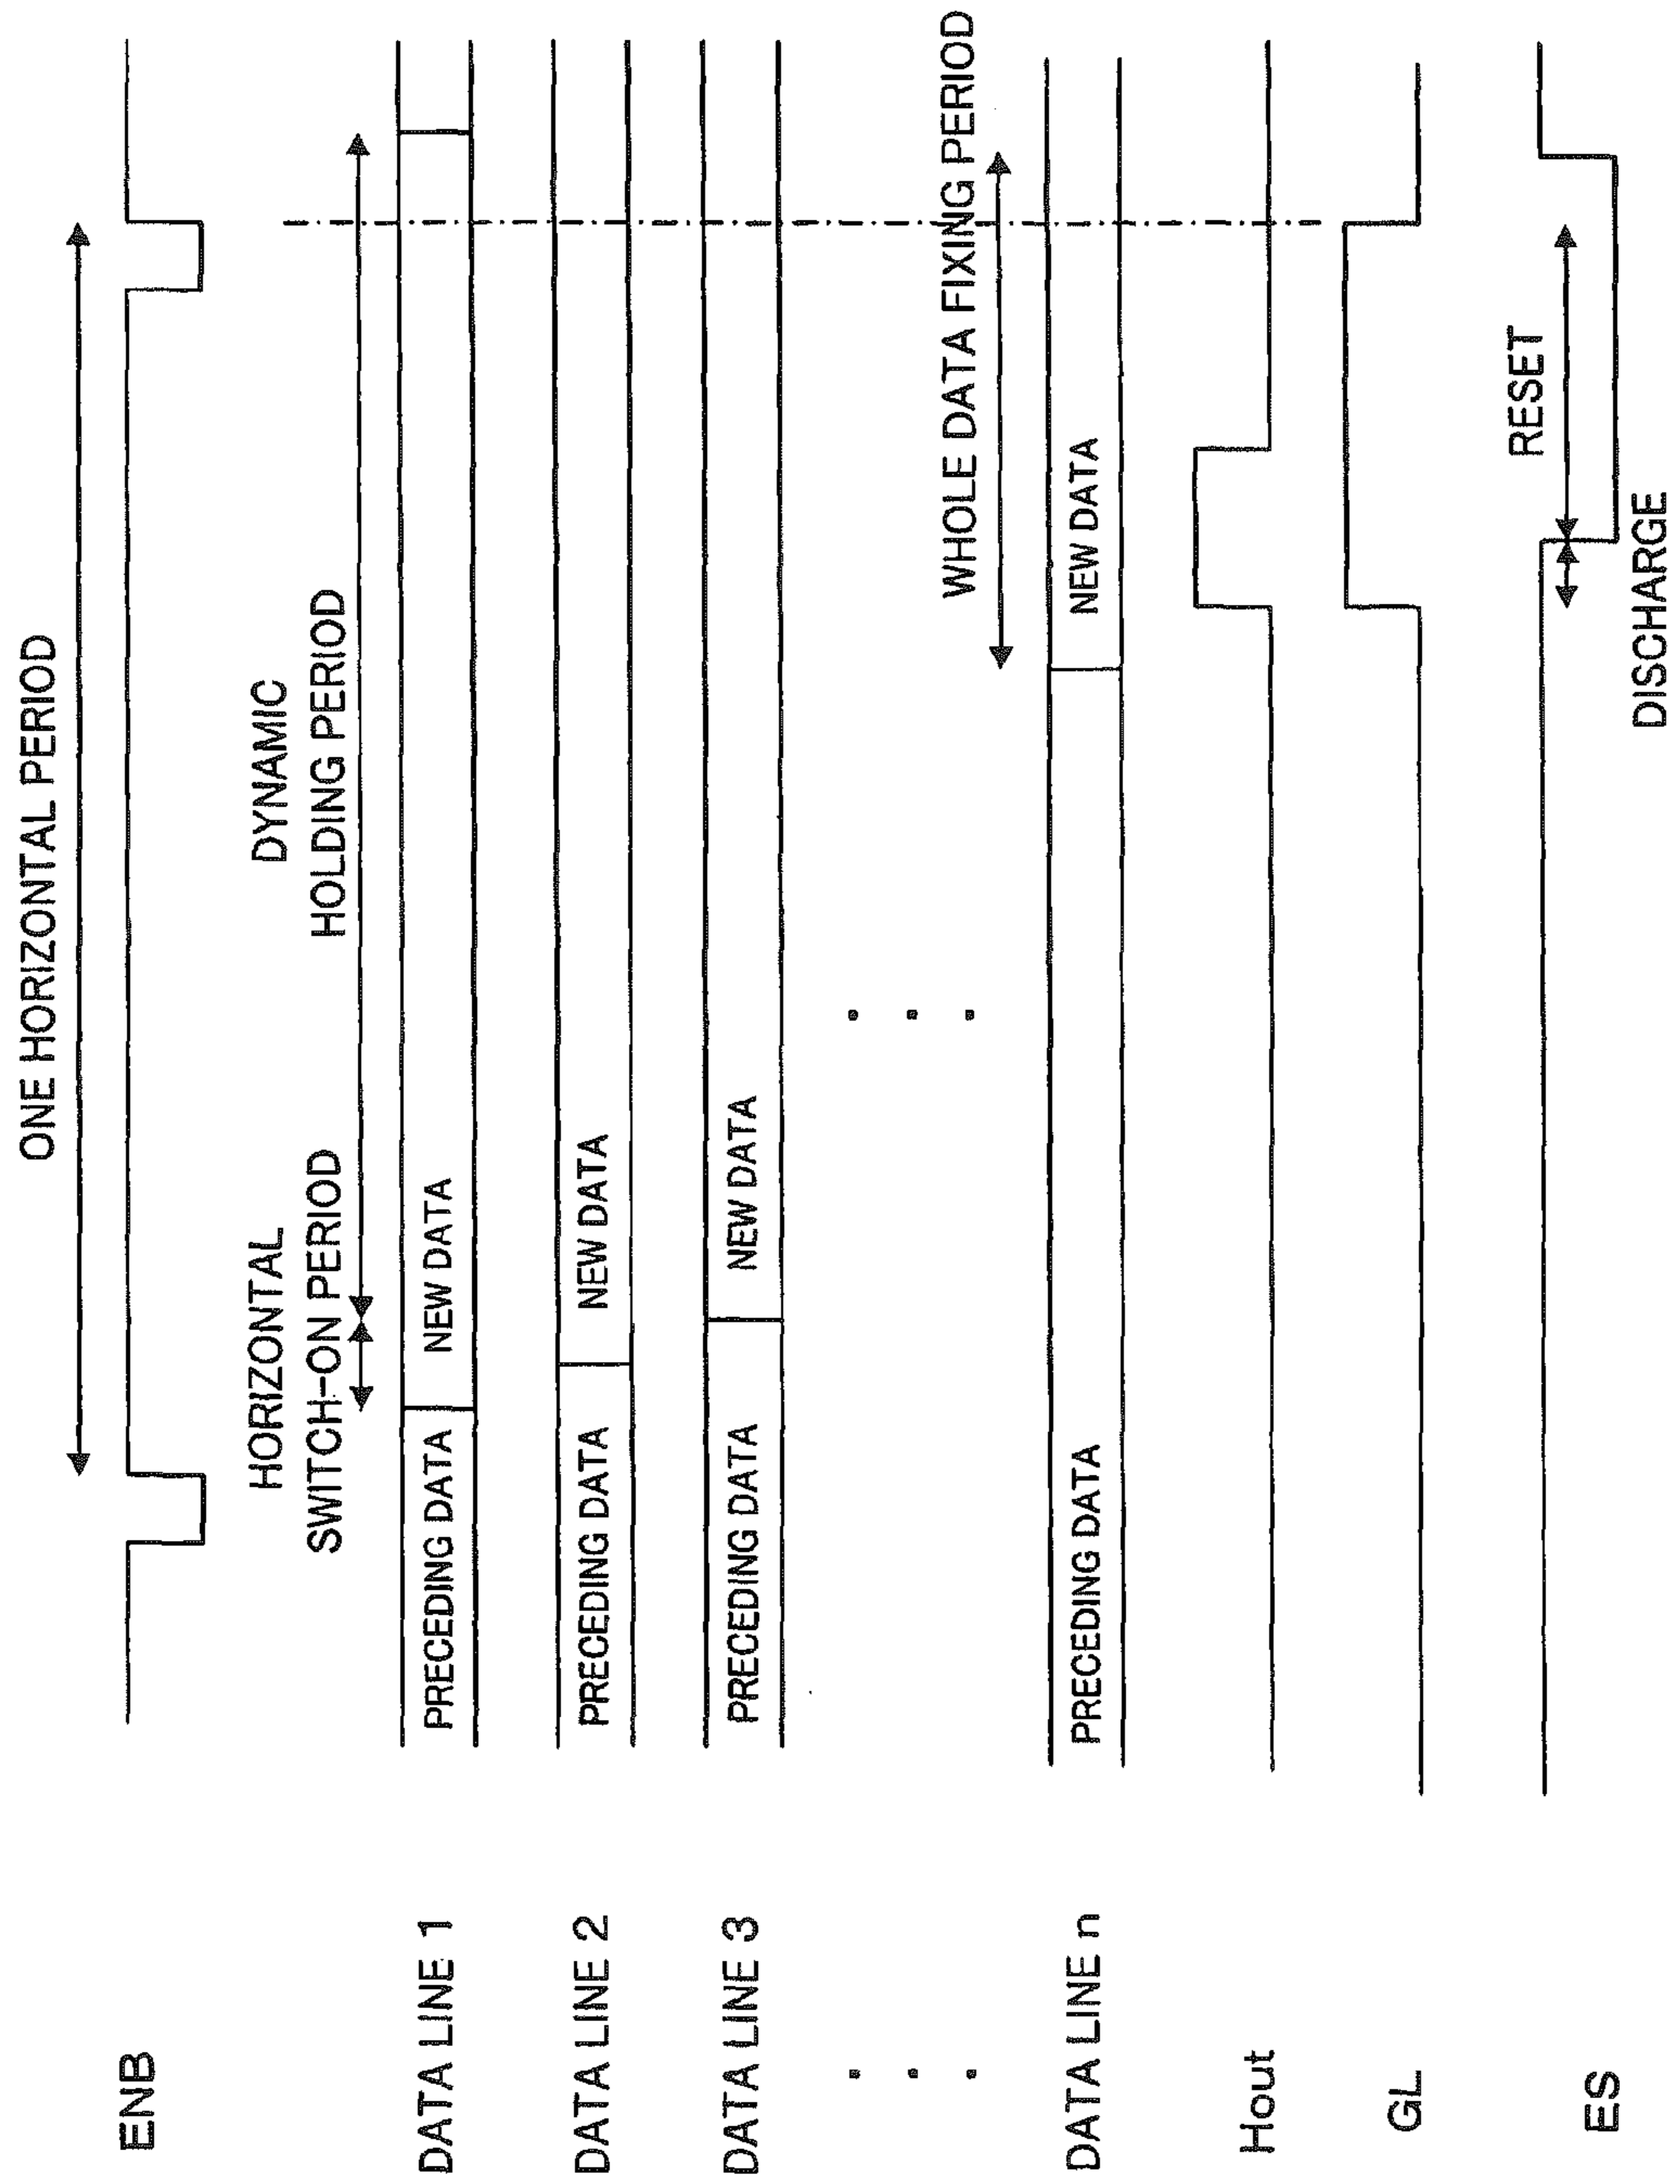 ONE HORIZONTAL PERIOD
ENB
HORIZONTAL
SWITCH-ON PERIOD
DYNAMIC
HOLDING PERIOD
DATA LINE 1
PRECEDING DATA
NEW DATA
DATA LINE 2
PRECEDING DATA
NEW DATA
DATA LINE 3
PRECEDING DATA
NEW DATA
WHOLE DATA FIXING PERIOD
DATA LINE n
PRECEDING DATA
NEW DATA
Hout
GL
RESET
ES
DISCHARGE